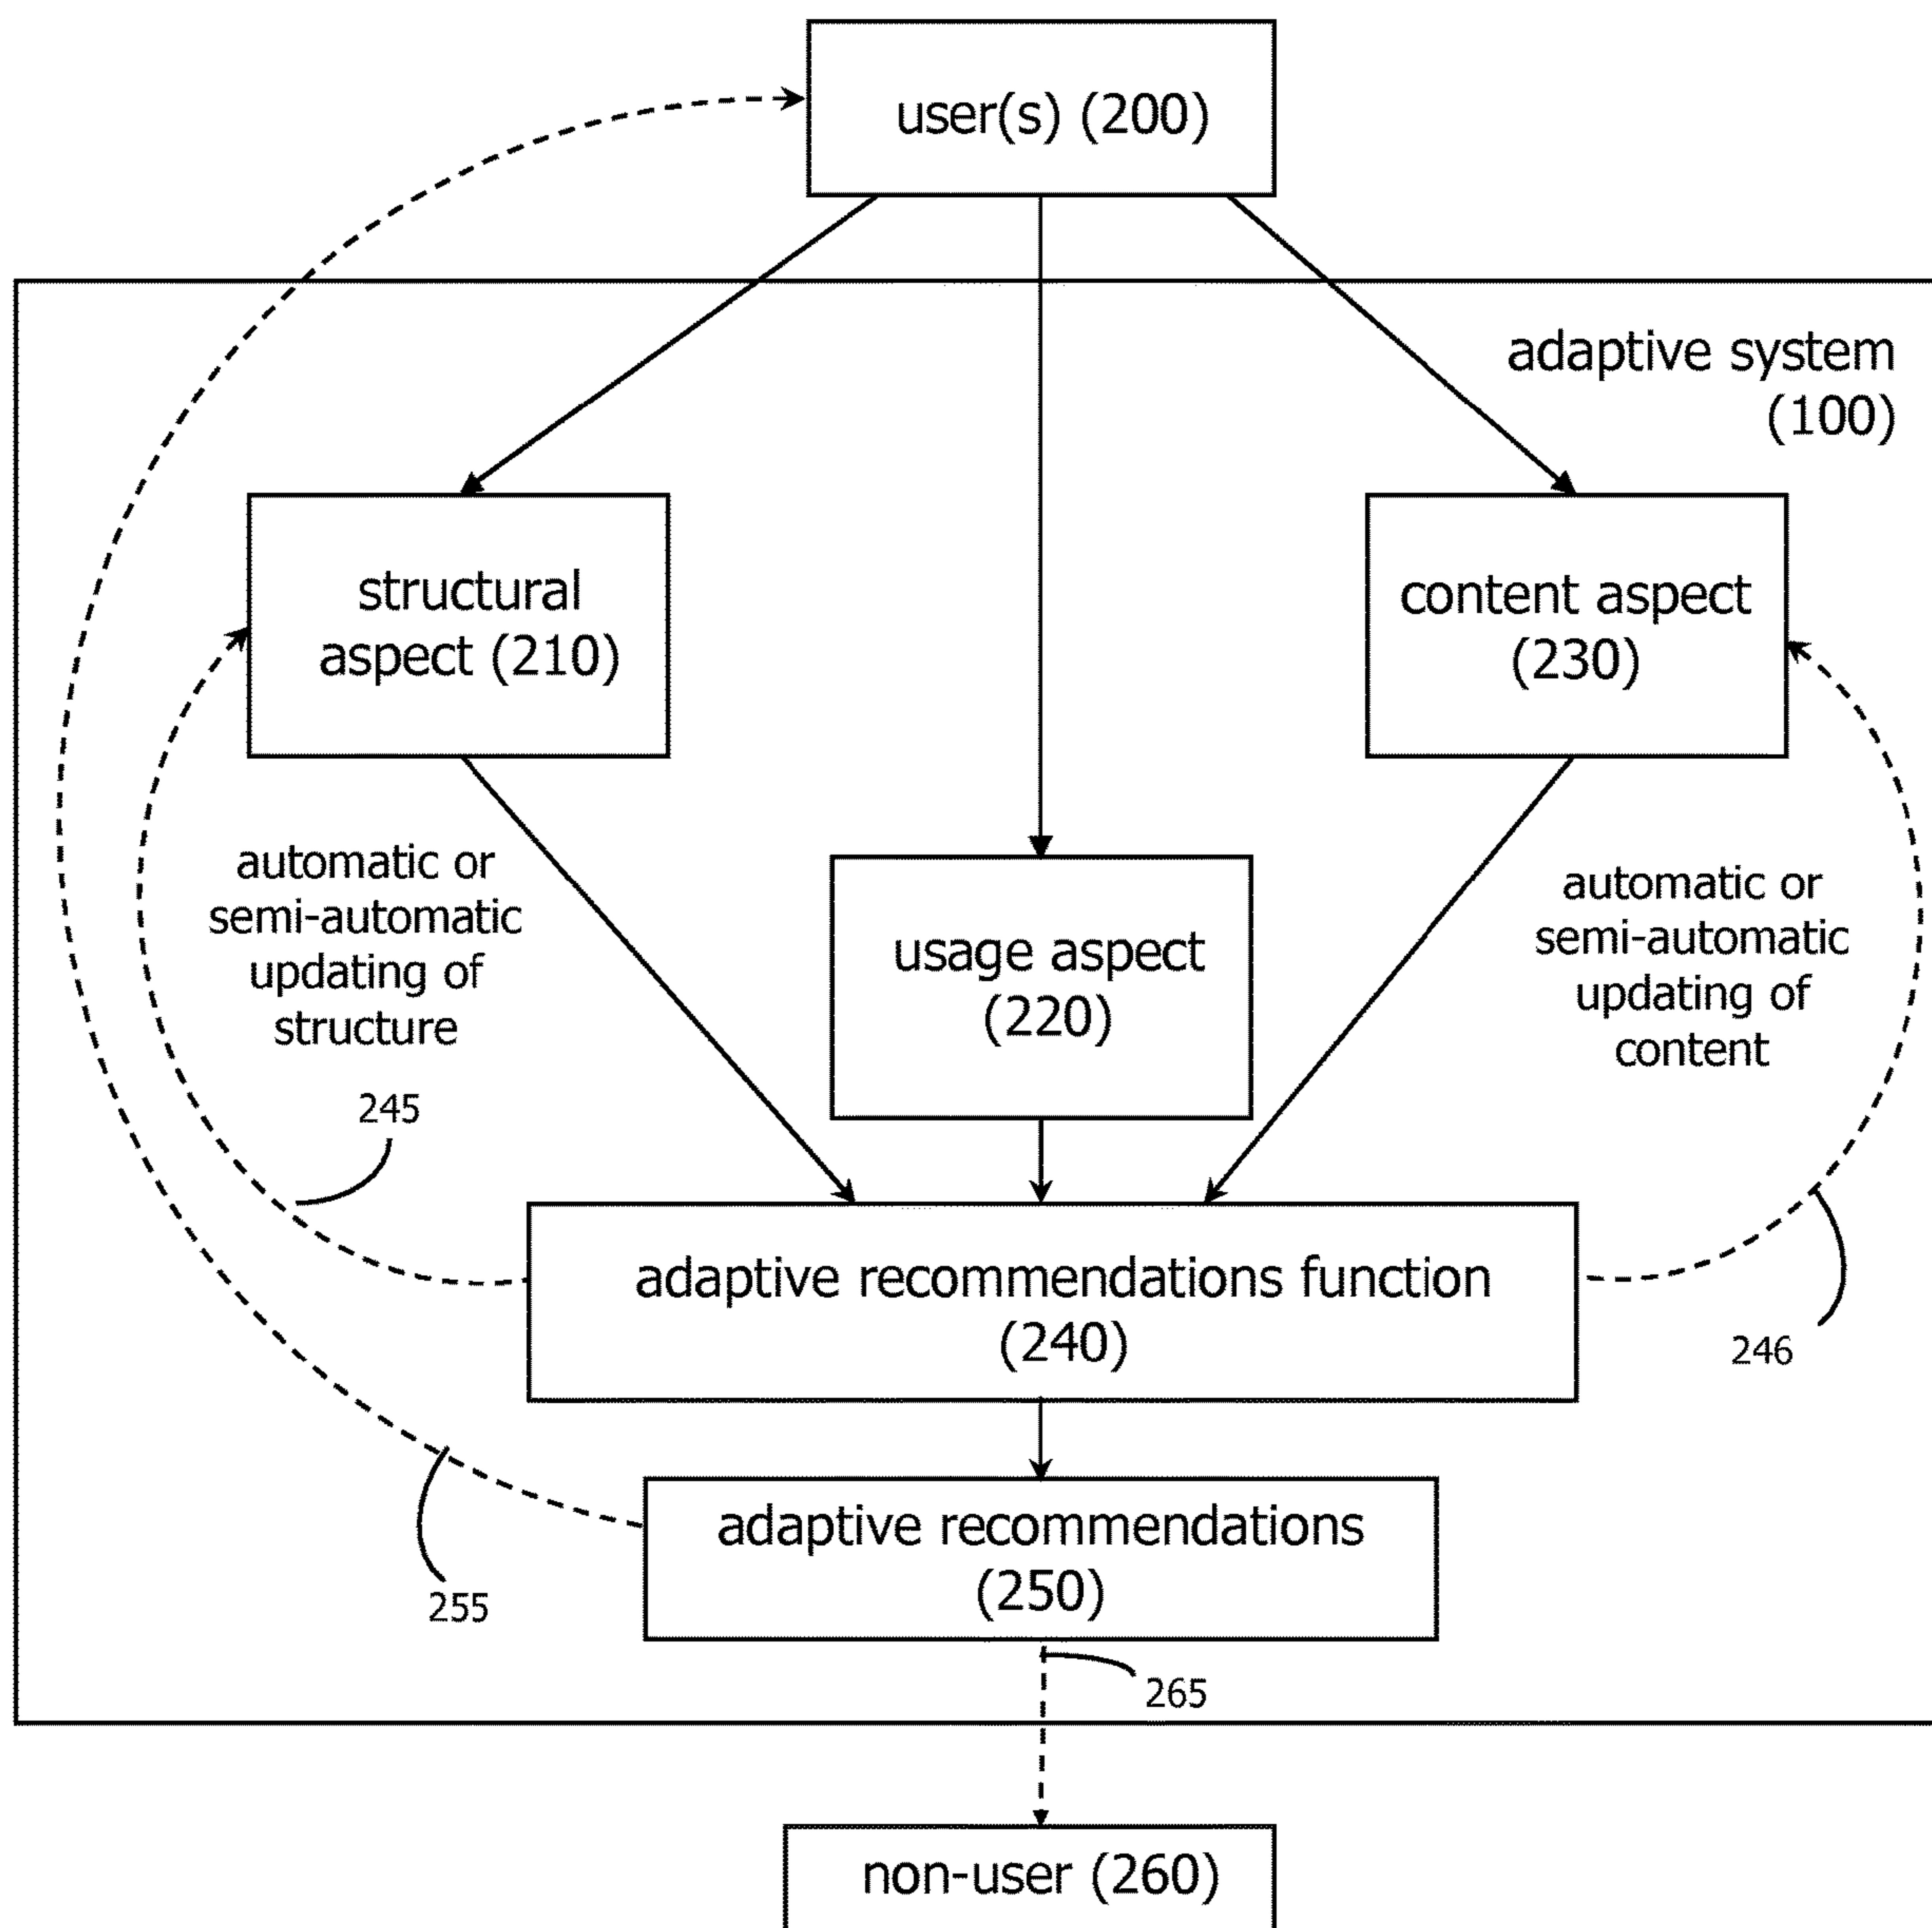 user(s) (200)
adaptive system
(100)
structural
aspect (210)
content aspect
(230)
automatic or
semi-automatic
updating of
structure
usage aspect
(220)
automatic or
semi-automatic
updating of
content
245
adaptive recommendations function
(240)
246
adaptive recommendations
(250)
255
265
non-user (260)